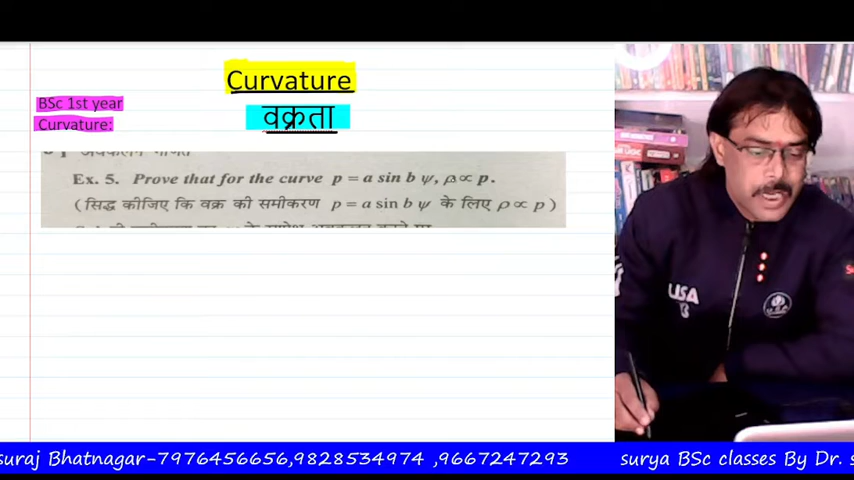 Curvature
वक्रता
BSc 1st year
Curvature:
Ex. 5. Prove that for the curve p = a sin b ψ, ρ ∝ p.
(सिद्ध कीजिए कि वक्र की समीकरण p = a sin b ψ के लिए ρ ∝ p)
USA
suraj Bhatnagar-7976456656,9828534974 ,9667247293 surya BSc classes By Dr. s